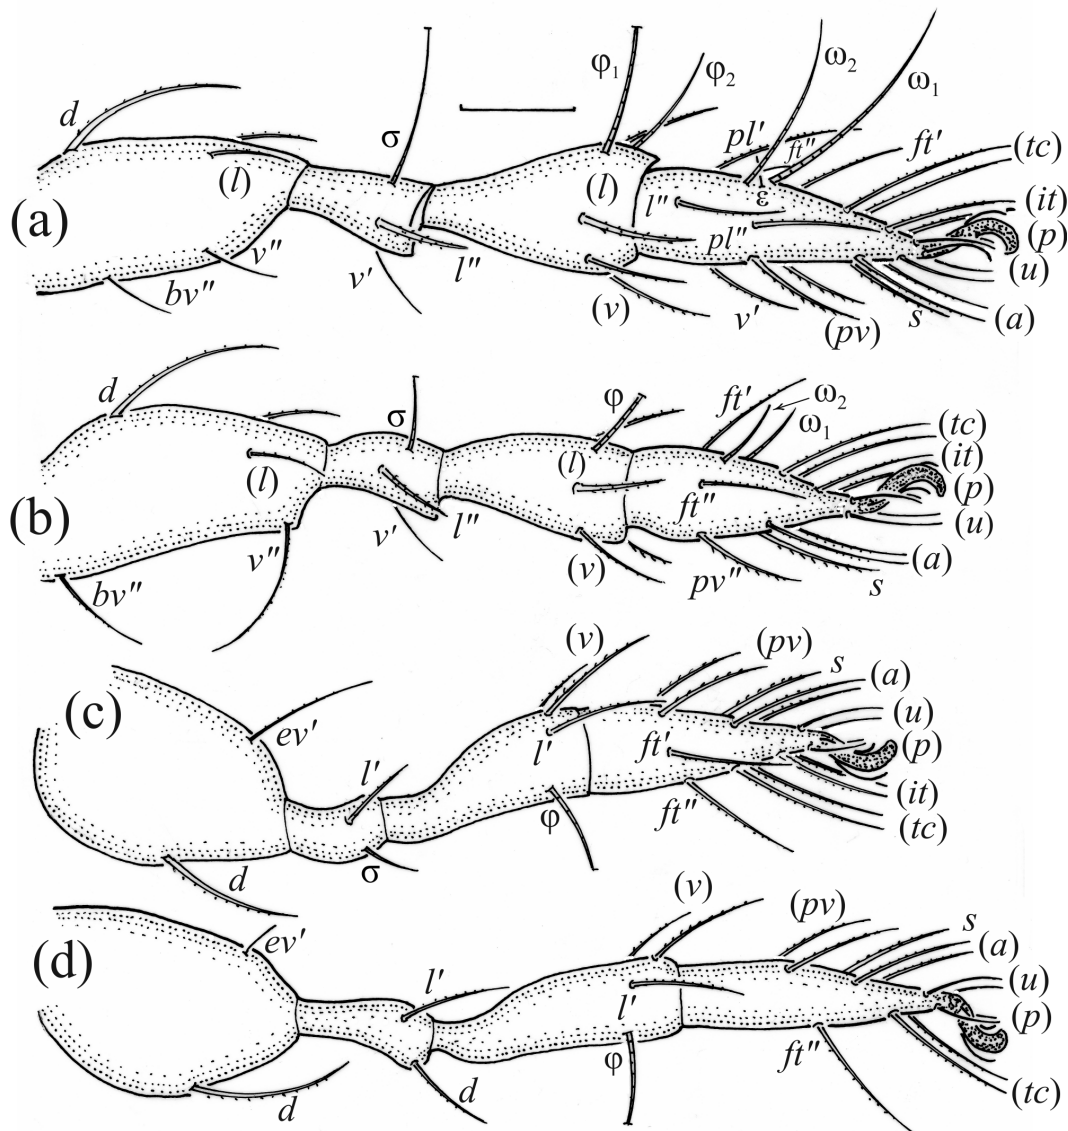 (a)
d
(l)
v″
bv″
σ
v′
l″
φ₁
φ₂
(l)
(v)
pl′
ft″
ε
l″
pl″
v′
(pv)
s
ω₂
ω₁
ft′
(tc)
(it)
(p)
(u)
(a)
(b)
d
(l)
v″
bv″
σ
v′
l″
φ
(l)
(v)
ft′
ω₂
ω₁
ft″
pv″
s
(tc)
(it)
(p)
(u)
(a)
(c)
ev′
d
l′
σ
(v)
l′
φ
(pv)
ft′
ft″
s
(a)
(u)
(p)
(it)
(tc)
(d)
ev′
d
l′
d
(v)
l′
φ
(pv)
ft″
s
(a)
(u)
(p)
(tc)